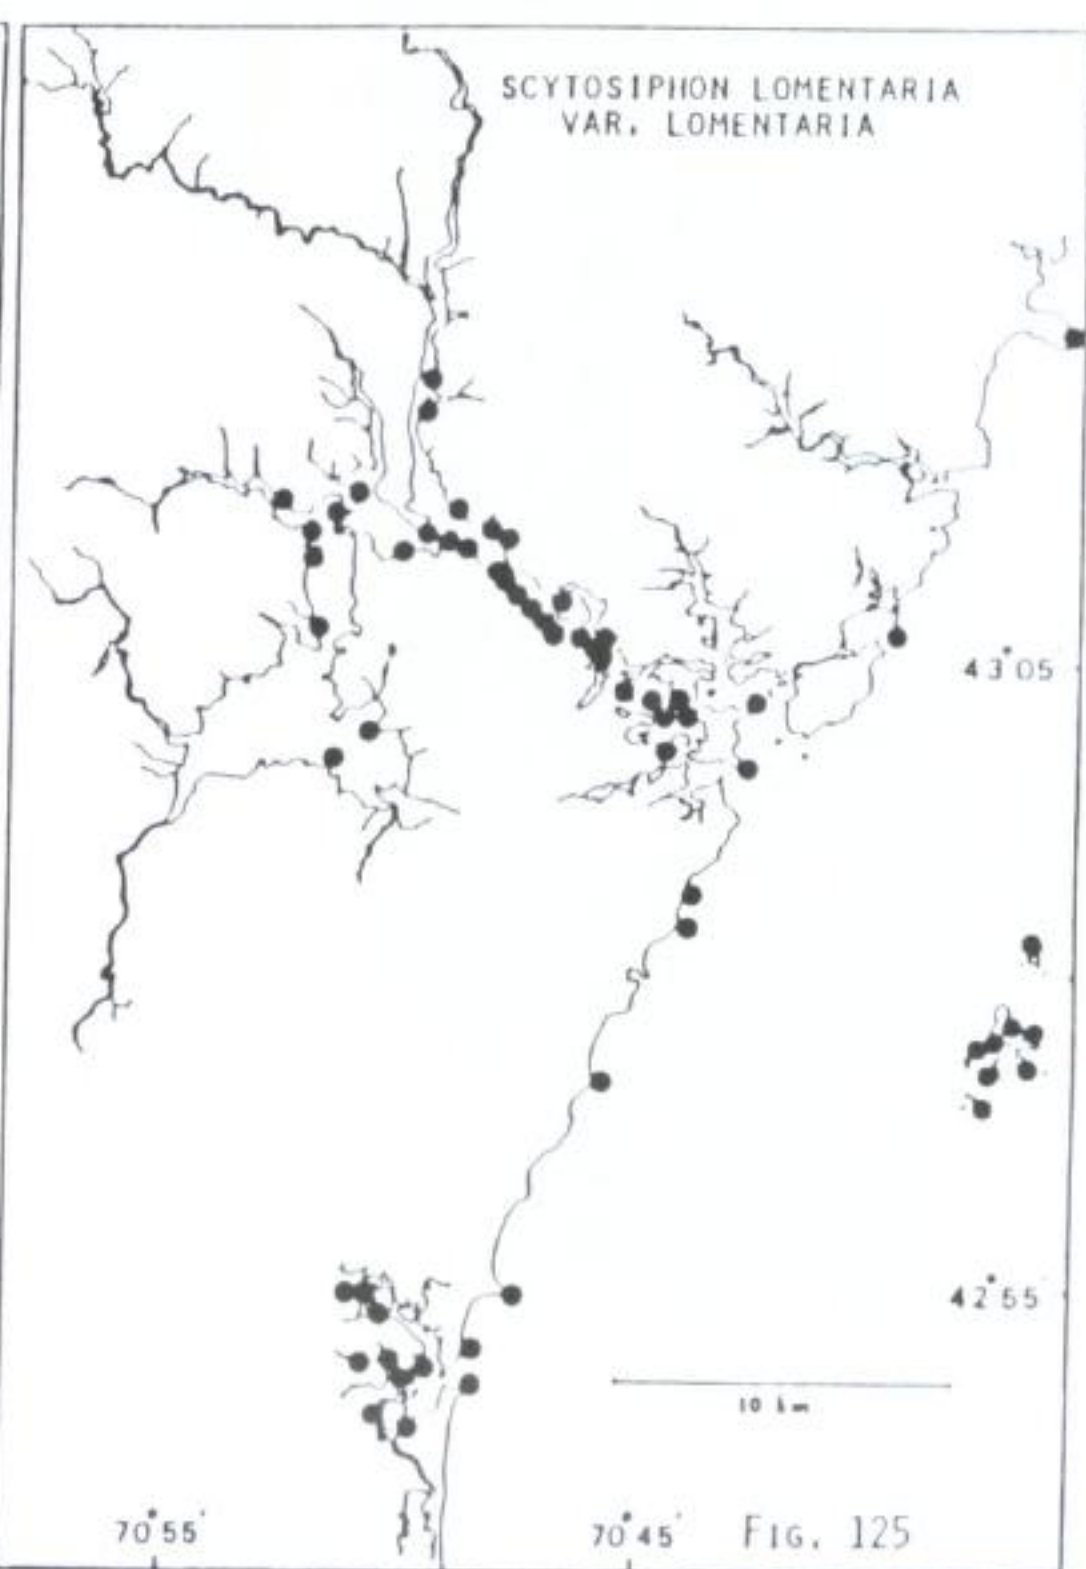 SCYTOSIPHON LOMENTARIA
VAR. LOMENTARIA
43°05
42°55
10 km
70°55'
70°45'
FIG. 125